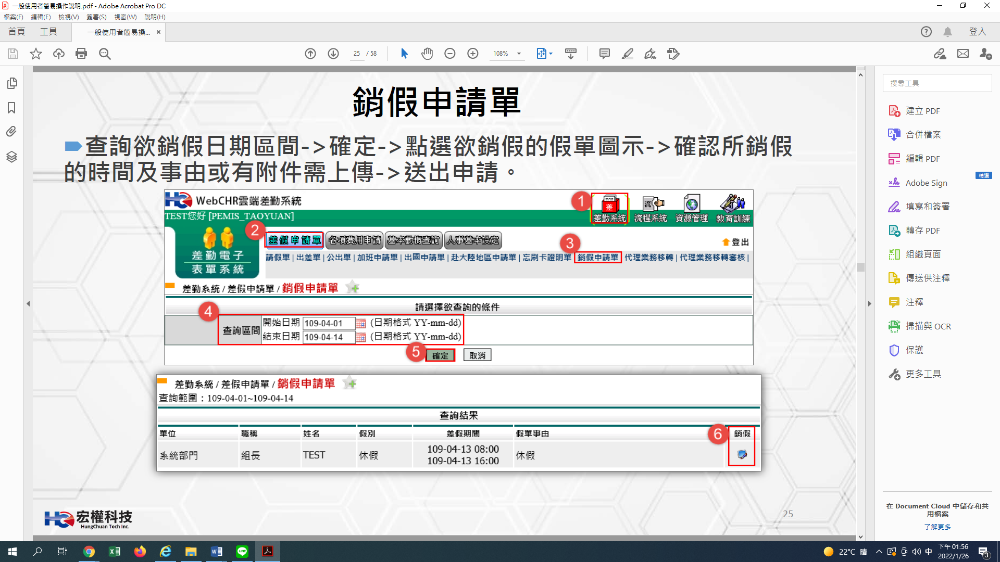 一般使用者簡易操作說明.pdf - Adobe Acrobat Pro DC
檔案(F) 編輯(E) 檢視(V) 簽署(S) 視窗(W) 說明(H)
首頁 工具 一般使用者簡易操... × 登入
25 / 58 108%
銷假申請單
查詢欲銷假日期區間->確定->點選欲銷假的假單圖示->確認所銷假
的時間及事由或有附件需上傳->送出申請。
WebCHR雲端差勤系統
TEST您好 [PEMIS_TAOYUAN]
1 差 差勤系統 流 流程系統 資源管理 教育訓練
2 差假申請單 各項費用申請 基本勤惰查詢 人事基本設定 3 登出
差勤電子
表單系統
請假單 | 出差單 | 公出單 | 加班申請單 | 出國申請單 | 赴大陸地區申請單 | 忘刷卡證明單 銷假申請單 代理業務移轉 | 代理業務移轉審核 |
差勤系統 / 差假申請單 / 銷假申請單
請選擇欲查詢的條件
4 查詢區間 開始日期 109-04-01 (日期格式 YY-mm-dd)
結束日期 109-04-14 (日期格式 YY-mm-dd)
5 確定 取消
差勤系統 / 差假申請單 / 銷假申請單
查詢範圍：109-04-01~109-04-14
查詢結果
單位 職稱 姓名 假別 差假期間 假單事由 6 銷假
系統部門 組長 TEST 休假 109-04-13 08:00 休假
109-04-13 16:00
宏權科技
HungChuan Tech Inc.
25
搜尋工具
建立 PDF
合併檔案
編輯 PDF
精選
Adobe Sign
填寫和簽署
轉存 PDF
組織頁面
傳送供注釋
注釋
掃描與 OCR
保護
更多工具
在 Document Cloud 中儲存和共
用檔案
了解更多
22°C 晴 中 下午 01:56
2022/1/26 3